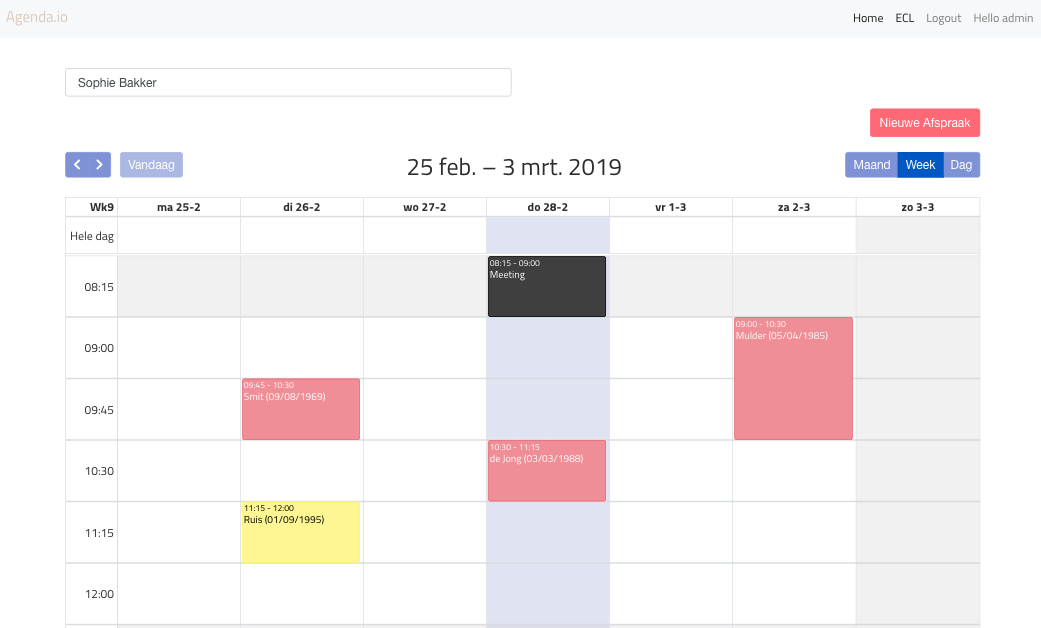 Agenda.io
Home ECL Logout Hello admin
Sophie Bakker
Nieuwe Afspraak
Vandaag
25 feb. – 3 mrt. 2019
Maand Week Dag
Wk9 ma 25-2 di 26-2 wo 27-2 do 28-2 vr 1-3 za 2-3 zo 3-3
Hele dag
08:15
08:15 - 09:00
Meeting
09:00
09:00 - 10:30
Mulder (05/04/1985)
09:45
09:45 - 10:30
Smit (09/08/1969)
10:30
10:30 - 11:15
de Jong (03/03/1988)
11:15
11:15 - 12:00
Ruis (01/09/1995)
12:00